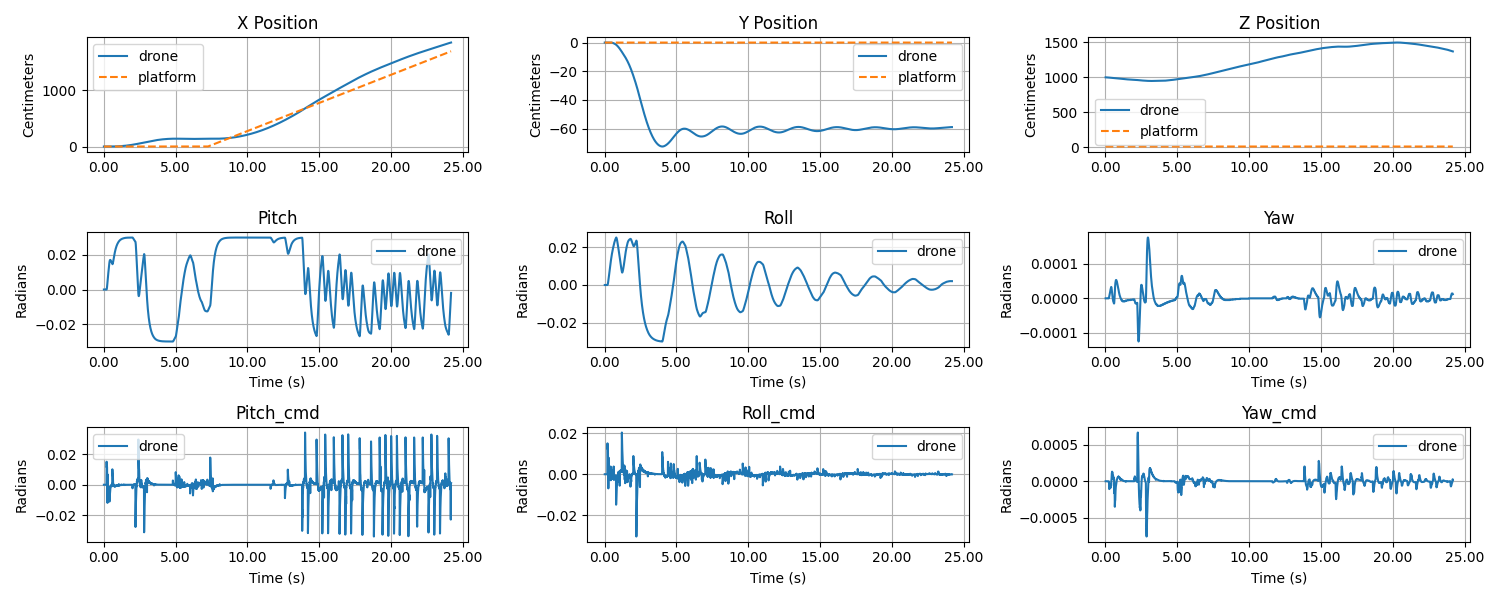 X Position
Y Position
Z Position
Centimeters
1000
0
drone
platform
0.00 5.00 10.00 15.00 20.00 25.00
Centimeters
0
−20
−40
−60
drone
platform
0.00 5.00 10.00 15.00 20.00 25.00
Centimeters
1500
1000
500
0
drone
platform
0.00 5.00 10.00 15.00 20.00 25.00
Pitch
Roll
Yaw
Radians
0.02
0.00
−0.02
drone
0.00 5.00 10.00 15.00 20.00 25.00
Time (s)
Radians
0.02
0.00
−0.02
drone
0.00 5.00 10.00 15.00 20.00 25.00
Time (s)
Radians
0.0001
0.0000
−0.0001
drone
0.00 5.00 10.00 15.00 20.00 25.00
Time (s)
Pitch_cmd
Roll_cmd
Yaw_cmd
Radians
0.02
0.00
−0.02
drone
0.00 5.00 10.00 15.00 20.00 25.00
Time (s)
Radians
0.02
0.00
−0.02
drone
0.00 5.00 10.00 15.00 20.00 25.00
Time (s)
Radians
0.0005
0.0000
−0.0005
drone
0.00 5.00 10.00 15.00 20.00 25.00
Time (s)